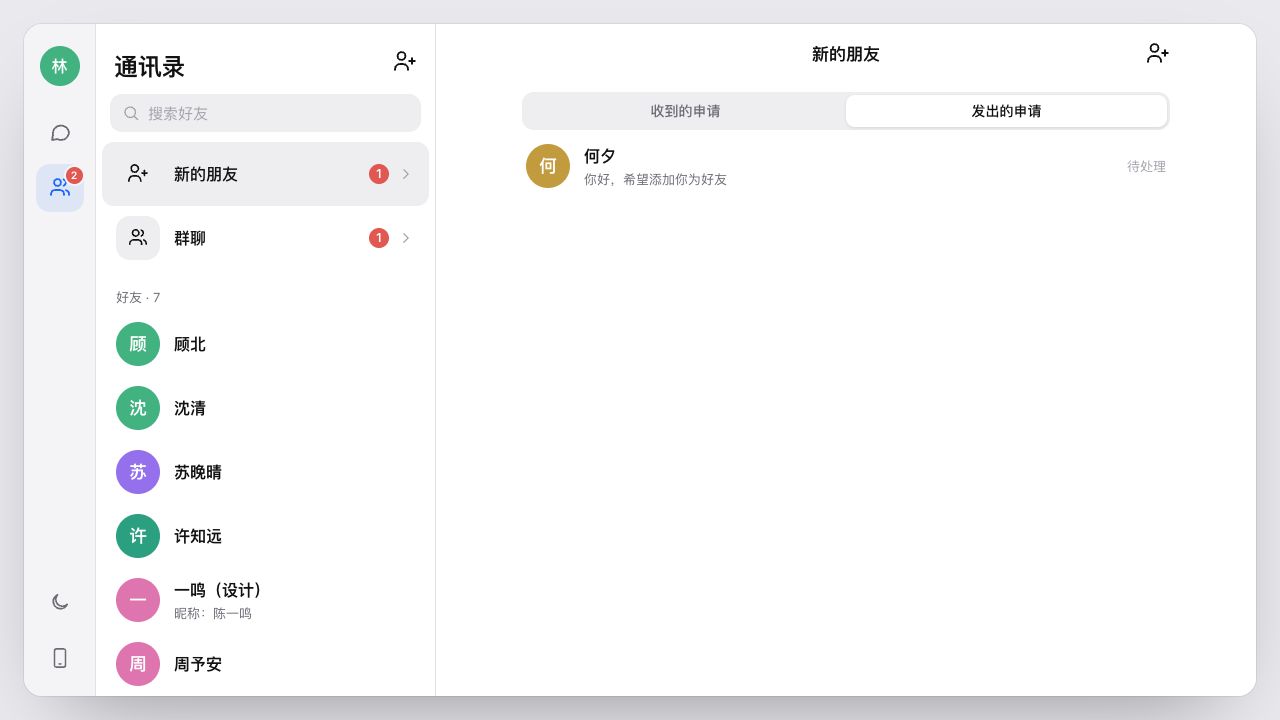 林
2
通讯录
搜索好友
新的朋友
1
群聊
1
好友 · 7
顾
顾北
沈
沈清
苏
苏晚晴
许
许知远
一
一鸣（设计）
昵称：陈一鸣
周
周予安
新的朋友
收到的申请
发出的申请
何
何夕
你好，希望添加你为好友
待处理